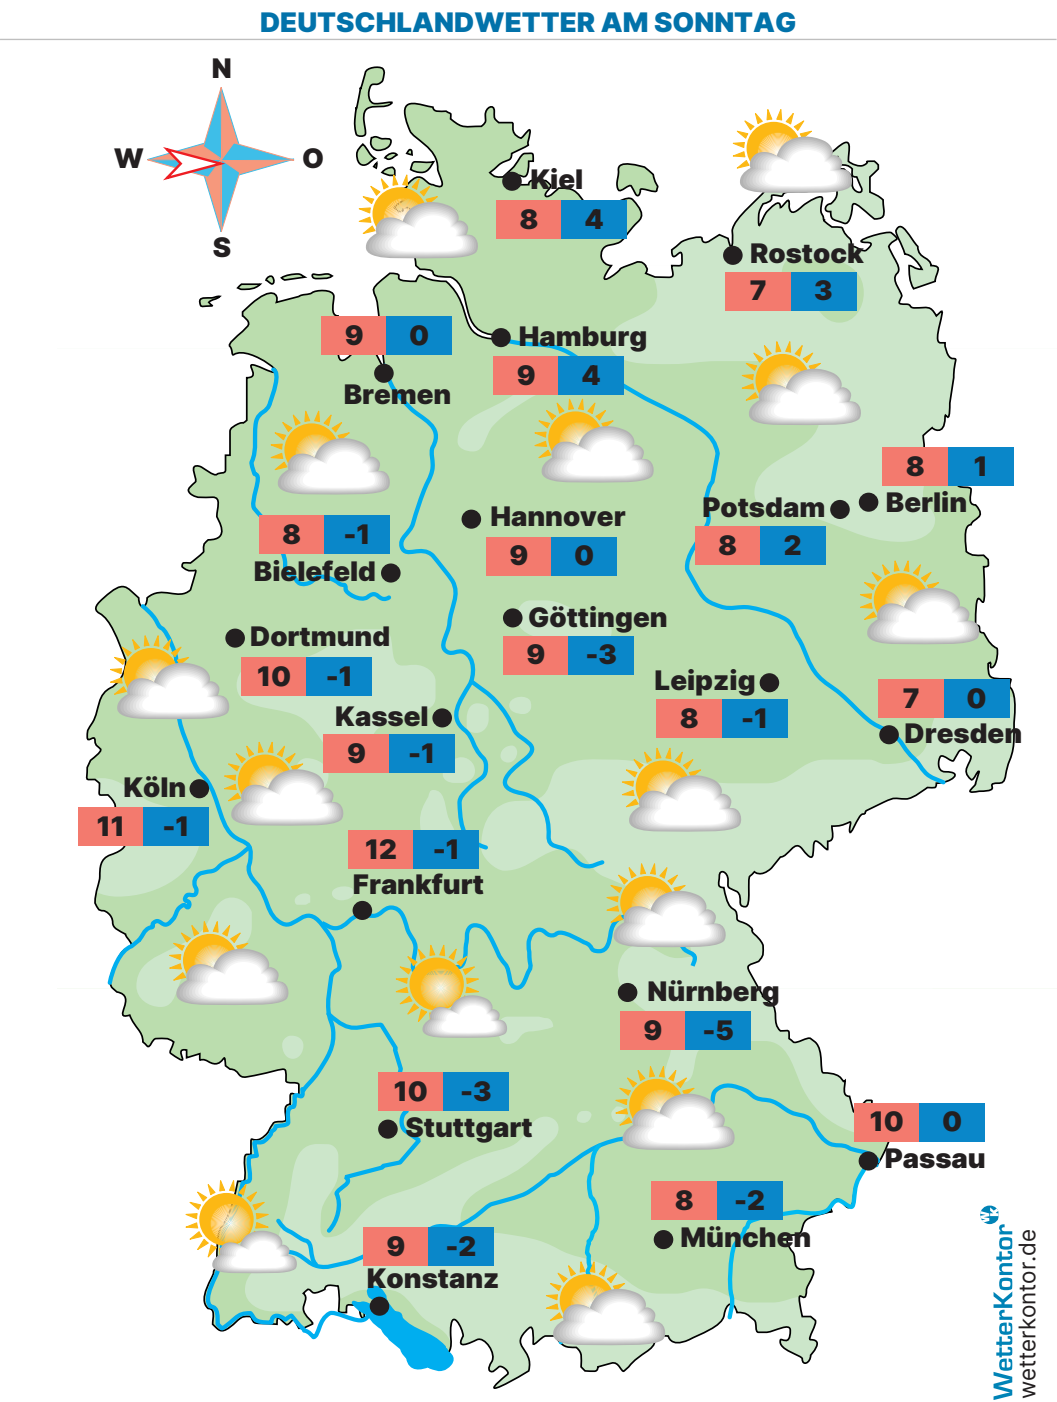 DEUTSCHLANDWETTER AM SONNTAG
N
W O
S
Kiel
8 4
Rostock
7 3
9 0
Bremen
Hamburg
9 4
8 1
Berlin
Potsdam
8 2
Hannover
9 0
8 -1
Bielefeld
Göttingen
9 -3
Dortmund
10 -1
Leipzig
8 -1
7 0
Dresden
Kassel
9 -1
Köln
11 -1
12 -1
Frankfurt
Nürnberg
9 -5
10 -3
Stuttgart
10 0
Passau
8 -2
München
9 -2
Konstanz
WetterKontor
wetterkontor.de